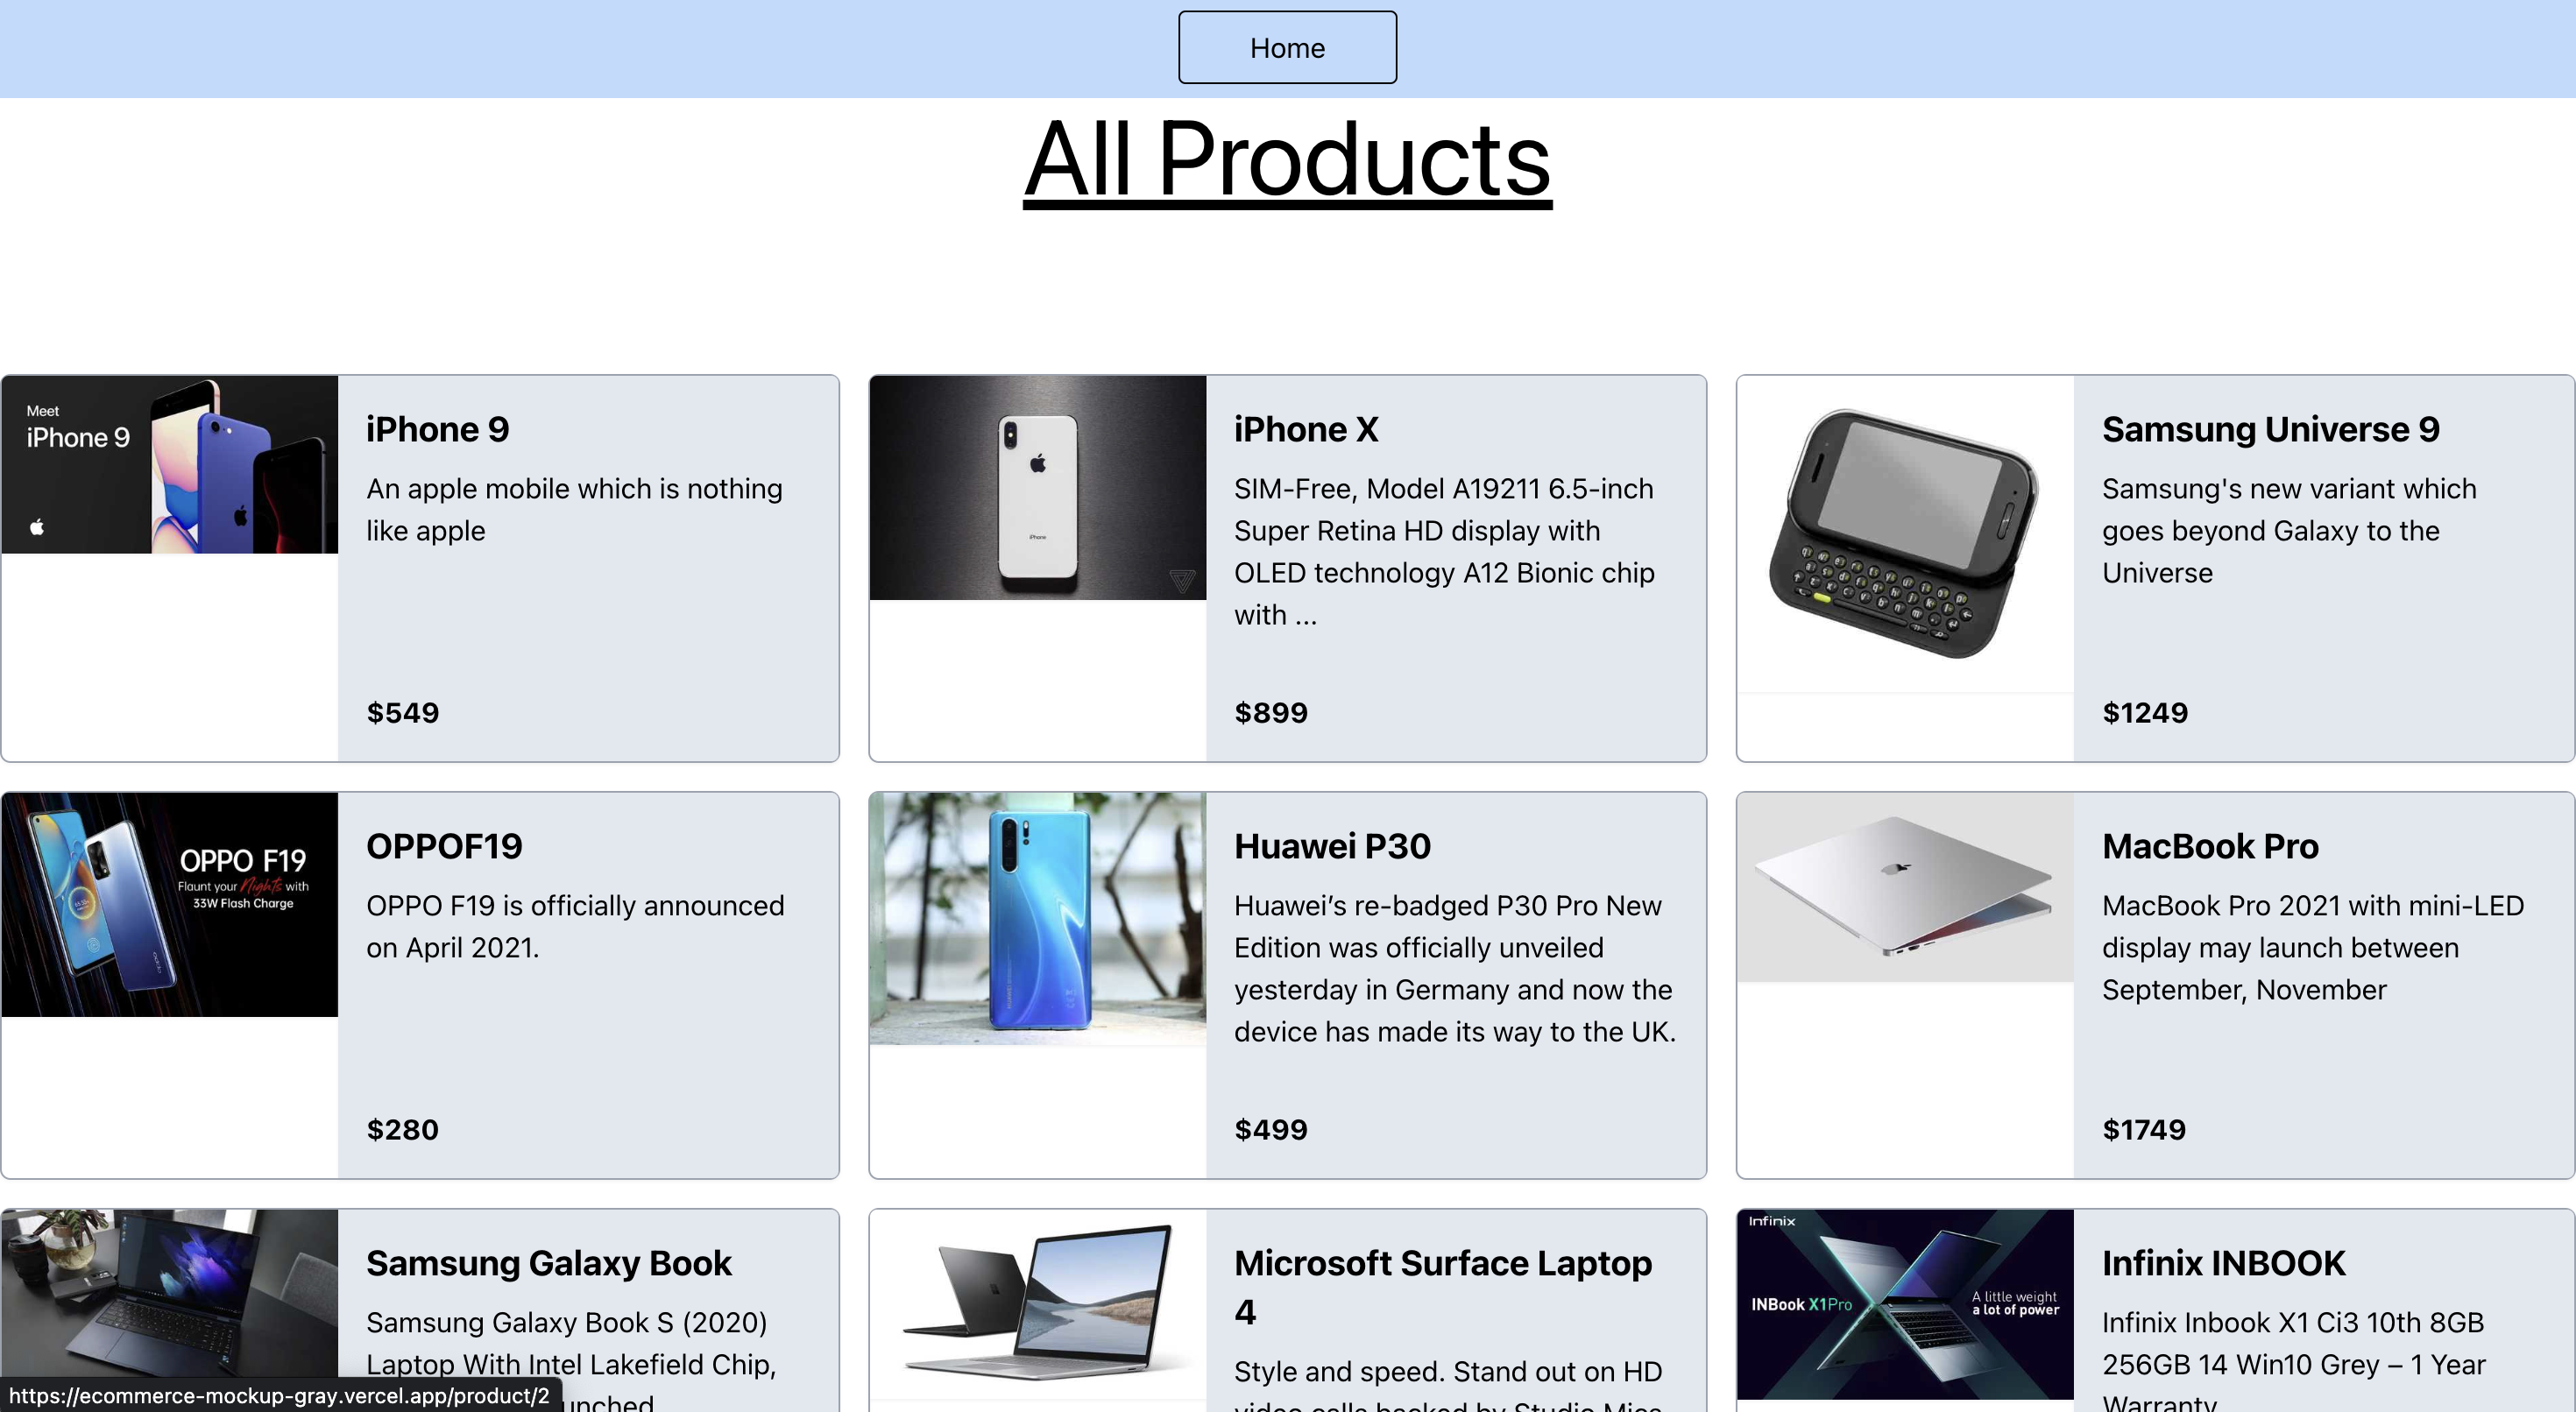 Home
All Products
Meet
iPhone 9
iPhone 9
An apple mobile which is nothing
like apple
$549
iPhone
iPhone X
SIM-Free, Model A19211 6.5-inch
Super Retina HD display with
OLED technology A12 Bionic chip
with ...
$899
Samsung Universe 9
Samsung's new variant which
goes beyond Galaxy to the
Universe
$1249
OPPO F19
Flaunt your Nights with
33W Flash Charge
OPPOF19
OPPO F19 is officially announced
on April 2021.
$280
Huawei P30
Huawei’s re-badged P30 Pro New
Edition was officially unveiled
yesterday in Germany and now the
device has made its way to the UK.
$499
MacBook Pro
MacBook Pro 2021 with mini-LED
display may launch between
September, November
$1749
Samsung Galaxy Book
Samsung Galaxy Book S (2020)
Laptop With Intel Lakefield Chip,
unched
https://ecommerce-mockup-gray.vercel.app/product/2
Microsoft Surface Laptop
4
Style and speed. Stand out on HD
video calls backed by Studio Mics
Infinix
INBook X1Pro
A little weight
a lot of power
Infinix INBOOK
Infinix Inbook X1 Ci3 10th 8GB
256GB 14 Win10 Grey – 1 Year
Warranty